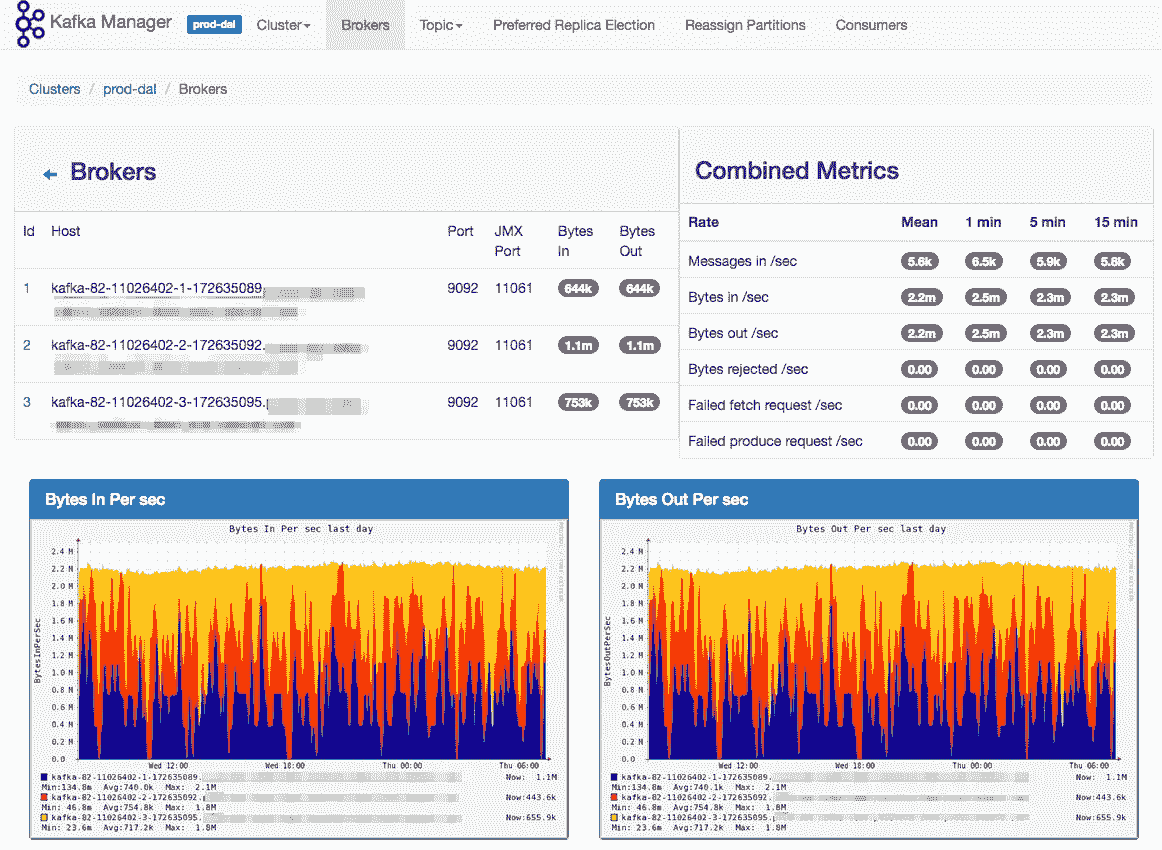 Kafka Manager prod-dal Cluster Brokers Topic Preferred Replica Election Reassign Partitions Consumers
Clusters / prod-dal / Brokers
Brokers
Id Host Port JMX Port Bytes In Bytes Out
1 kafka-82-11026402-1-172635089. 9092 11061 644k 644k
2 kafka-82-11026402-2-172635092. 9092 11061 1.1m 1.1m
3 kafka-82-11026402-3-172635095. 9092 11061 753k 753k
Combined Metrics
Rate Mean 1 min 5 min 15 min
Messages in /sec 5.6k 6.5k 5.9k 5.8k
Bytes in /sec 2.2m 2.5m 2.3m 2.3m
Bytes out /sec 2.2m 2.5m 2.3m 2.3m
Bytes rejected /sec 0.00 0.00 0.00 0.00
Failed fetch request /sec 0.00 0.00 0.00 0.00
Failed produce request /sec 0.00 0.00 0.00 0.00
Bytes In Per sec
Bytes In Per sec last day
BytesInPerSec
2.4 M
2.2 M
2.0 M
1.8 M
1.6 M
1.4 M
1.2 M
1.0 M
0.8 M
0.6 M
0.4 M
0.2 M
0.0
Wed 12:00 Wed 18:00 Thu 00:00 Thu 06:00
kafka-82-11026402-1-172635089. Now: 1.1M
Min:134.8m Avg:740.0k Max: 2.1M
kafka-82-11026402-2-172635092. Now:443.6k
Min: 46.8m Avg:754.8k Max: 1.8M
kafka-82-11026402-3-172635095. Now:655.9k
Min: 23.6m Avg:717.2k Max: 1.8M
Bytes Out Per sec
Bytes Out Per sec last day
BytesOutPerSec
2.4 M
2.2 M
2.0 M
1.8 M
1.6 M
1.4 M
1.2 M
1.0 M
0.8 M
0.6 M
0.4 M
0.2 M
0.0
Wed 12:00 Wed 18:00 Thu 00:00 Thu 06:00
kafka-82-11026402-1-172635089. Now: 1.1M
Min:134.8m Avg:740.1k Max: 2.1M
kafka-82-11026402-2-172635092. Now:443.6k
Min: 46.8m Avg:754.8k Max: 1.8M
kafka-82-11026402-3-172635095. Now:655.9k
Min: 23.6m Avg:717.2k Max: 1.8M